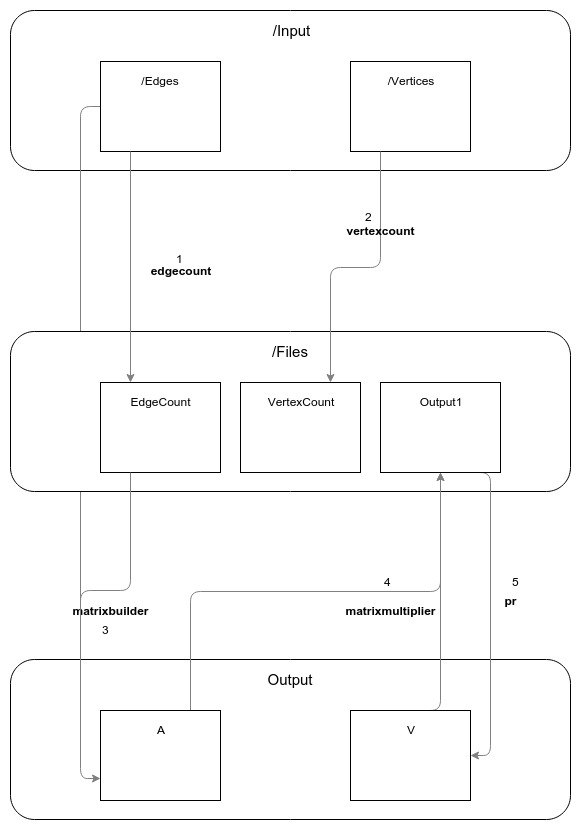 /Input
/Edges
/Vertices
2
vertexcount
1
edgecount
/Files
EdgeCount
VertexCount
Output1
4
5
pr
matrixbuilder
matrixmultiplier
3
Output
A
V